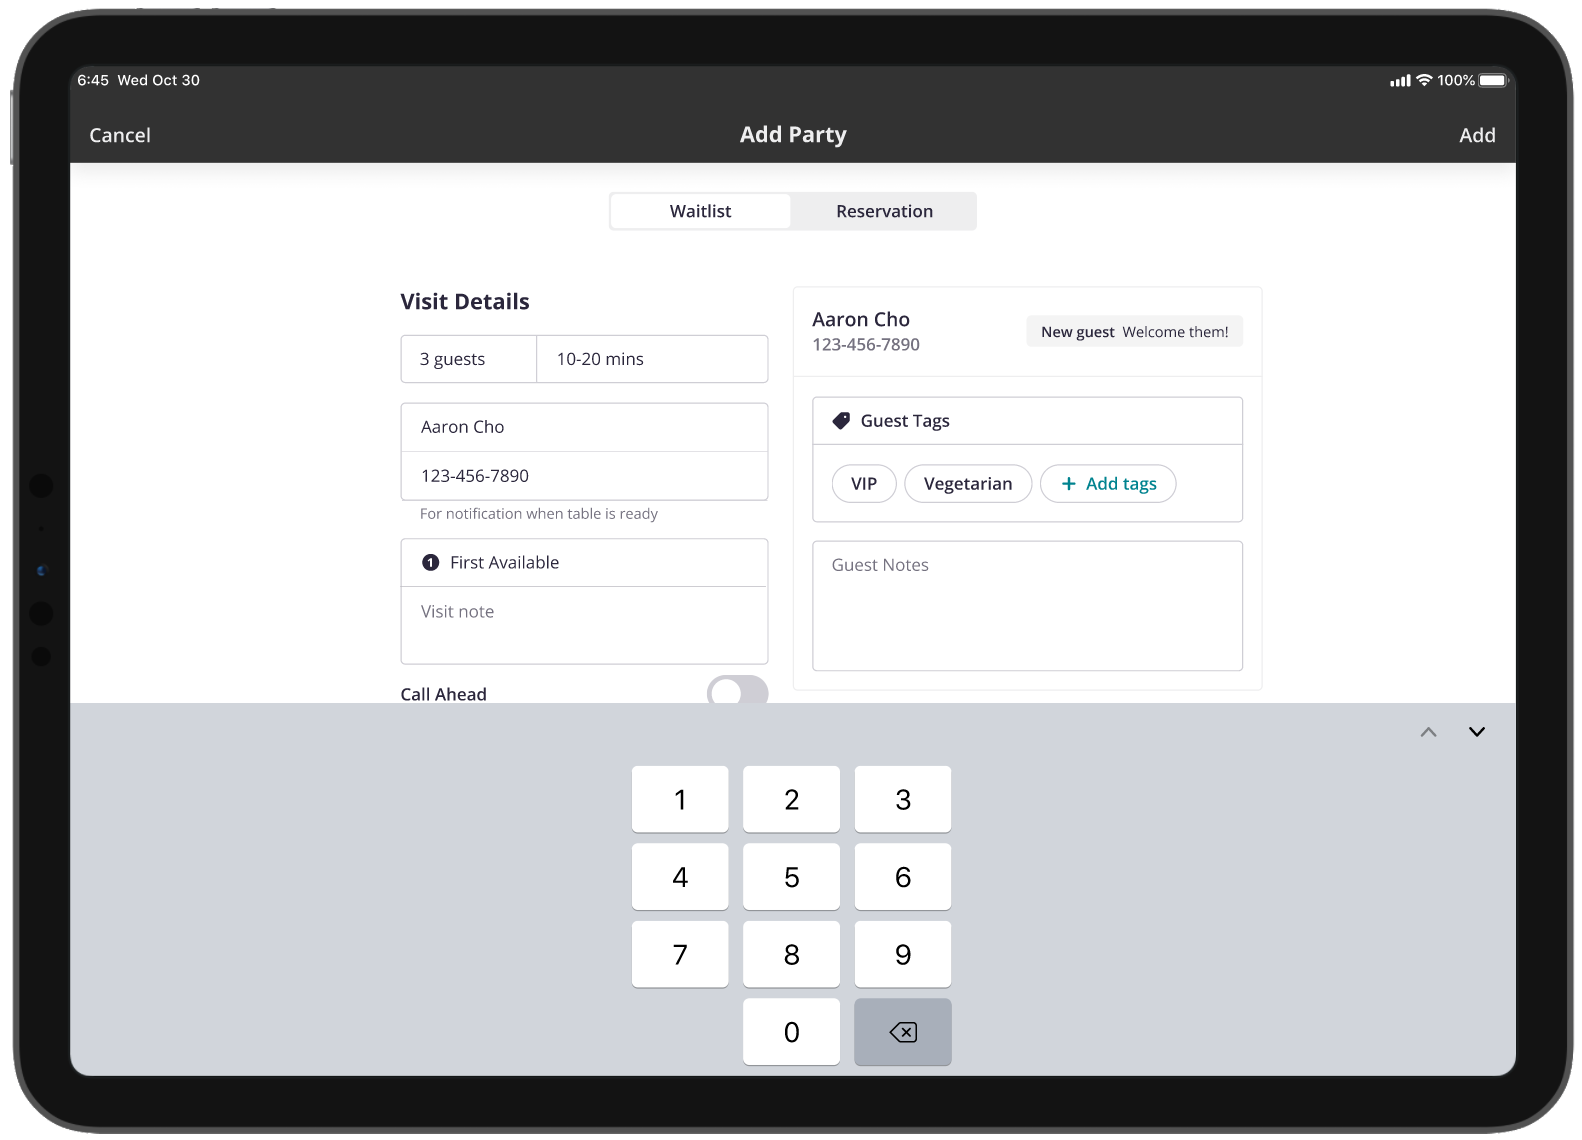 6:45 Wed Oct 30
100%
Cancel
Add Party
Add
Waitlist
Reservation
Visit Details
3 guests
10-20 mins
Aaron Cho
123-456-7890
For notification when table is ready
1 First Available
Visit note
Call Ahead
Aaron Cho
123-456-7890
New guest Welcome them!
Guest Tags
VIP
Vegetarian
+ Add tags
Guest Notes
1 2 3
4 5 6
7 8 9
0